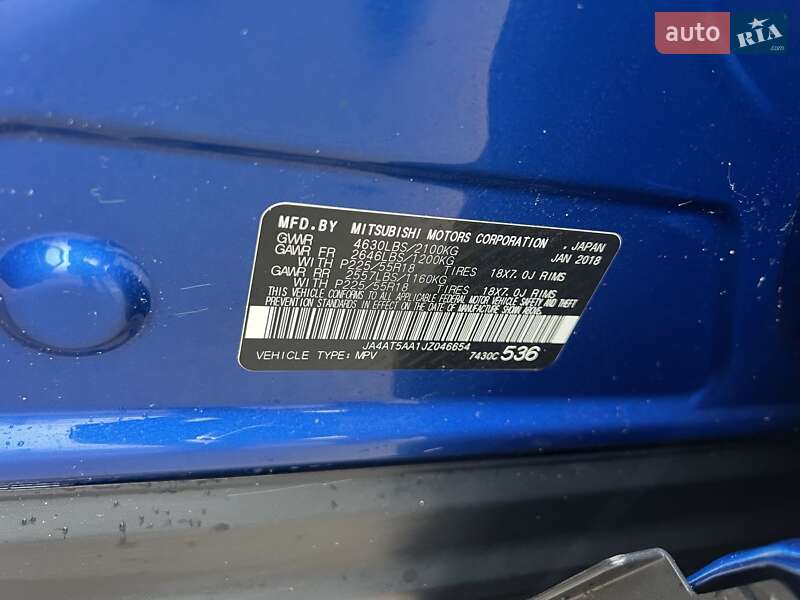 auto RIA.com
MFD.BY MITSUBISHI MOTORS CORPORATION . JAPAN
GVWR 4630LBS/2100KG JAN 2018
GAWR FR 2646LBS/1200KG
WITH P225/55R18 TIRES 18X7.0J RIMS
GAWR RR 2557LBS/1160KG
WITH P225/55R18 TIRES 18X7.0J RIMS
THIS VEHICLE CONFORMS TO ALL APPLICABLE FEDERAL MOTOR VEHICLE SAFETY AND THEFT
PREVENTION STANDARDS IN EFFECT ON THE DATE OF MANUFACTURE SHOWN ABOVE.
JA4AT5AA1JZ046654
VEHICLE TYPE: MPV 7430C 536